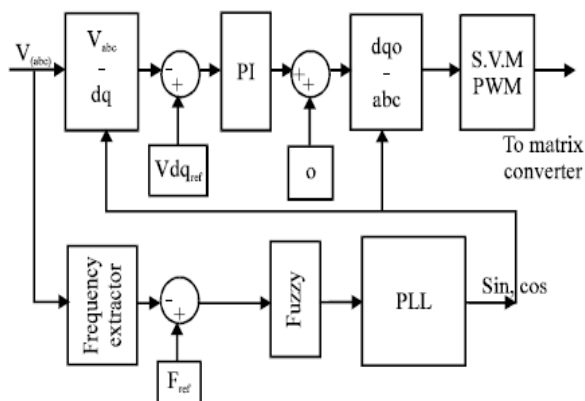 V(abc)
Vabc
-
dq
-
+
Vdqref
PI
+
+
o
dqo
-
abc
S.V.M
PWM
To matrix
converter
Frequency
extractor
-
+
Fref
Fuzzy
PLL
Sin, cos